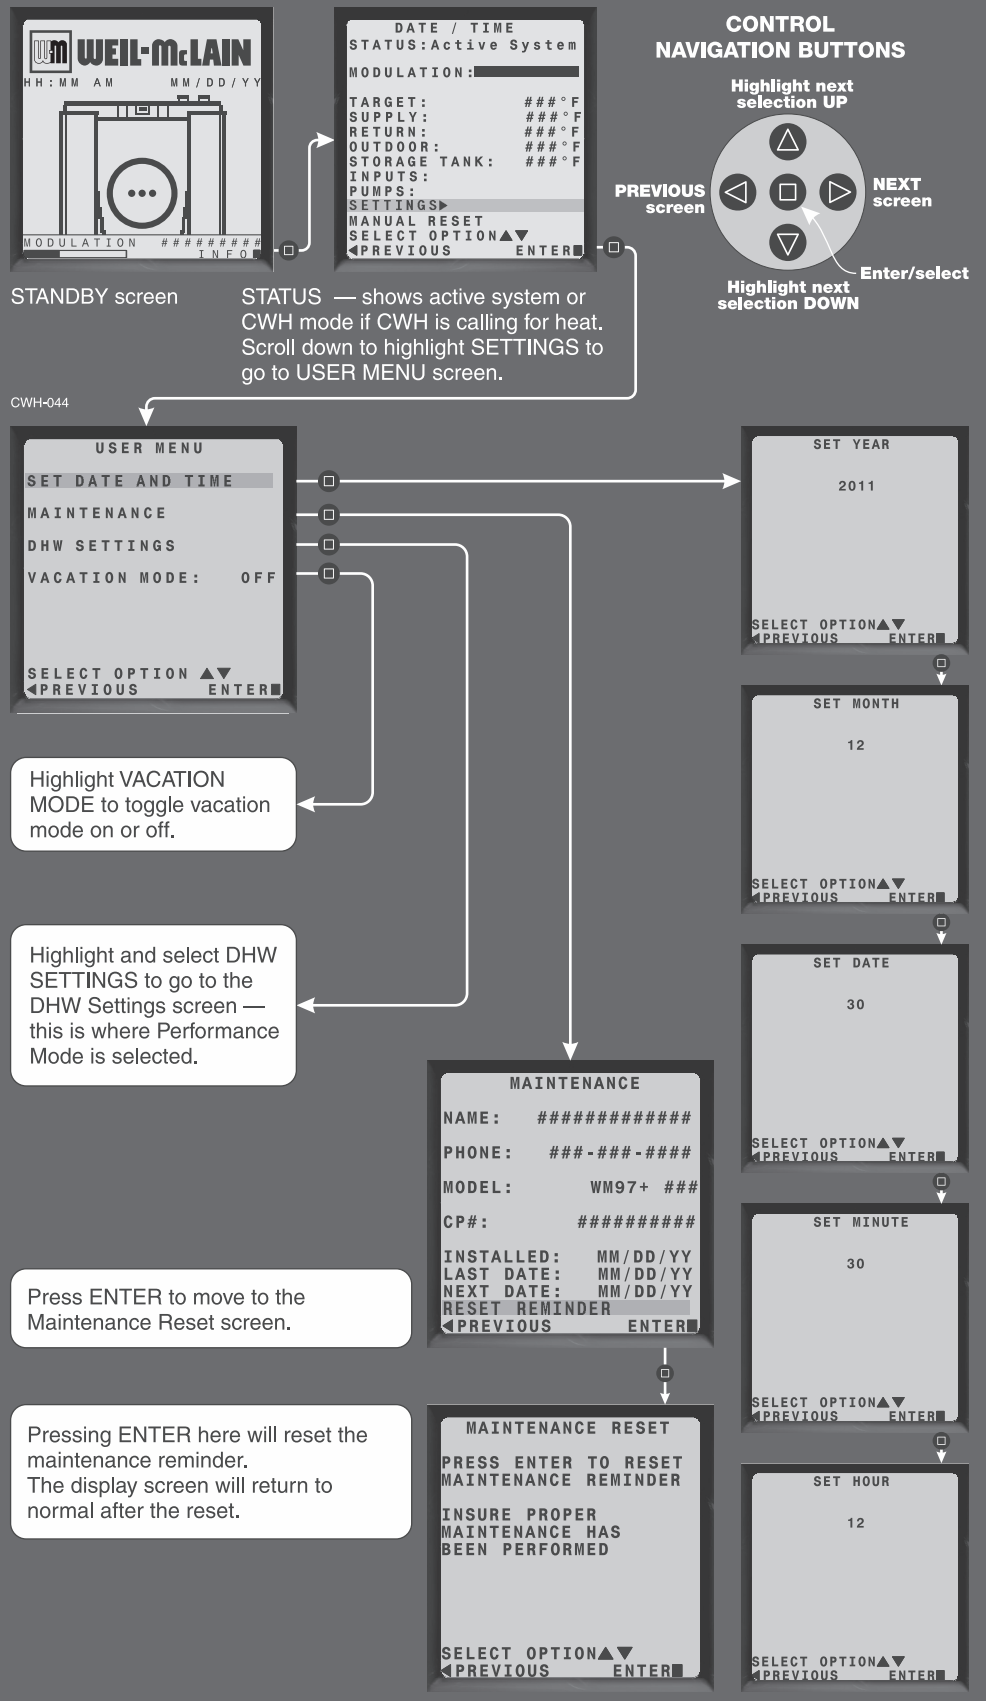 WM WEIL-McLAIN
HH:MM AM MM/DD/YY
MODULATION #########
INFO■
STANDBY screen
DATE / TIME
STATUS:Active System
MODULATION:
TARGET: ###°F
SUPPLY: ###°F
RETURN: ###°F
OUTDOOR: ###°F
STORAGE TANK: ###°F
INPUTS:
PUMPS:
SETTINGS▶
MANUAL RESET
SELECT OPTION▲▼
◀PREVIOUS ENTER■
STATUS — shows active system or
CWH mode if CWH is calling for heat.
Scroll down to highlight SETTINGS to
go to USER MENU screen.
CONTROL
NAVIGATION BUTTONS
Highlight next
selection UP
PREVIOUS
screen
NEXT
screen
Enter/select
Highlight next
selection DOWN
CWH-044
USER MENU
SET DATE AND TIME
MAINTENANCE
DHW SETTINGS
VACATION MODE: OFF
SELECT OPTION ▲▼
◀PREVIOUS ENTER■
Highlight VACATION
MODE to toggle vacation
mode on or off.
Highlight and select DHW
SETTINGS to go to the
DHW Settings screen —
this is where Performance
Mode is selected.
MAINTENANCE
NAME: #############
PHONE: ###-###-####
MODEL: WM97+ ###
CP#: ##########
INSTALLED: MM/DD/YY
LAST DATE: MM/DD/YY
NEXT DATE: MM/DD/YY
RESET REMINDER
◀PREVIOUS ENTER■
Press ENTER to move to the
Maintenance Reset screen.
Pressing ENTER here will reset the
maintenance reminder.
The display screen will return to
normal after the reset.
MAINTENANCE RESET
PRESS ENTER TO RESET
MAINTENANCE REMINDER
INSURE PROPER
MAINTENANCE HAS
BEEN PERFORMED
SELECT OPTION▲▼
◀PREVIOUS ENTER■
SET YEAR
2011
SELECT OPTION▲▼
◀PREVIOUS ENTER■
SET MONTH
12
SELECT OPTION▲▼
◀PREVIOUS ENTER■
SET DATE
30
SELECT OPTION▲▼
◀PREVIOUS ENTER■
SET MINUTE
30
SELECT OPTION▲▼
◀PREVIOUS ENTER■
SET HOUR
12
SELECT OPTION▲▼
◀PREVIOUS ENTER■